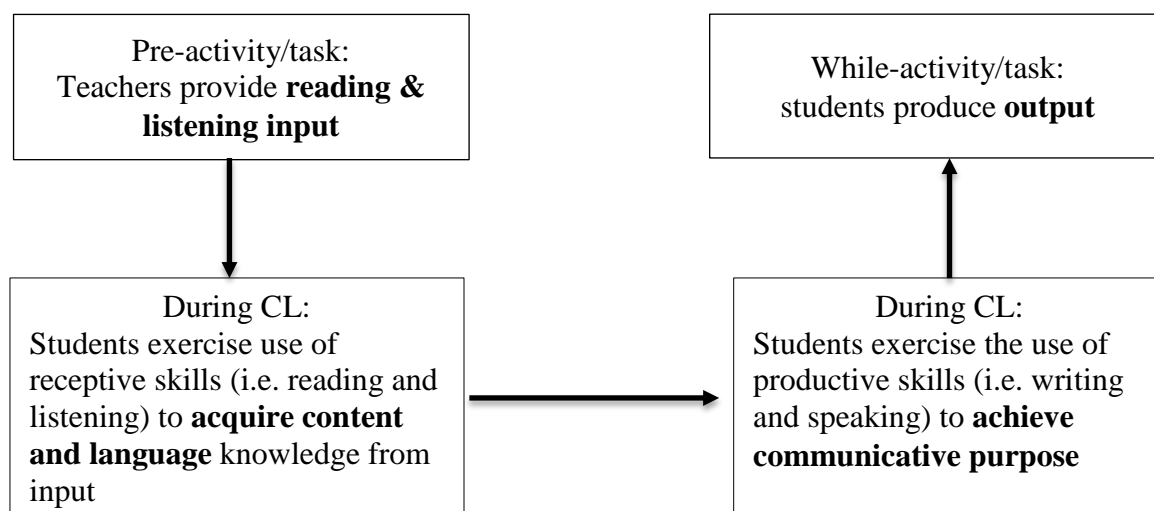 Pre-activity/task:
Teachers provide reading &
listening input
While-activity/task:
students produce output
During CL:
Students exercise use of
receptive skills (i.e. reading and
listening) to acquire content
and language knowledge from
input
During CL:
Students exercise the use of
productive skills (i.e. writing
and speaking) to achieve
communicative purpose